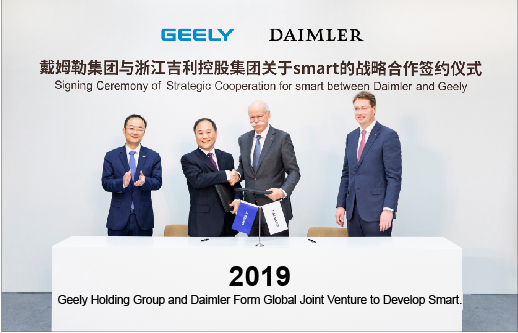 GEELY DAIMLER
戴姆勒集团与浙江吉利控股集团关于smart的战略合作签约仪式
Signing Ceremony of Strategic Cooperation for smart between Daimler and Geely
2019
Geely Holding Group and Daimler Form Global Joint Venture to Develop Smart.